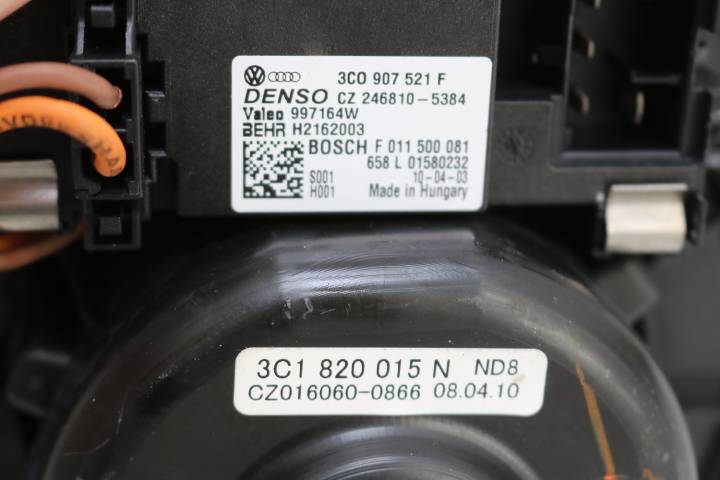 3C0 907 521 F
DENSO CZ 246810-5384
Valeo 997164W
BEHR H2162003
BOSCH F 011 500 081
658 L 01580232
S001 10-04-03
H001 Made in Hungary
3C1 820 015 N ND8
CZ016060-0866 08.04.10